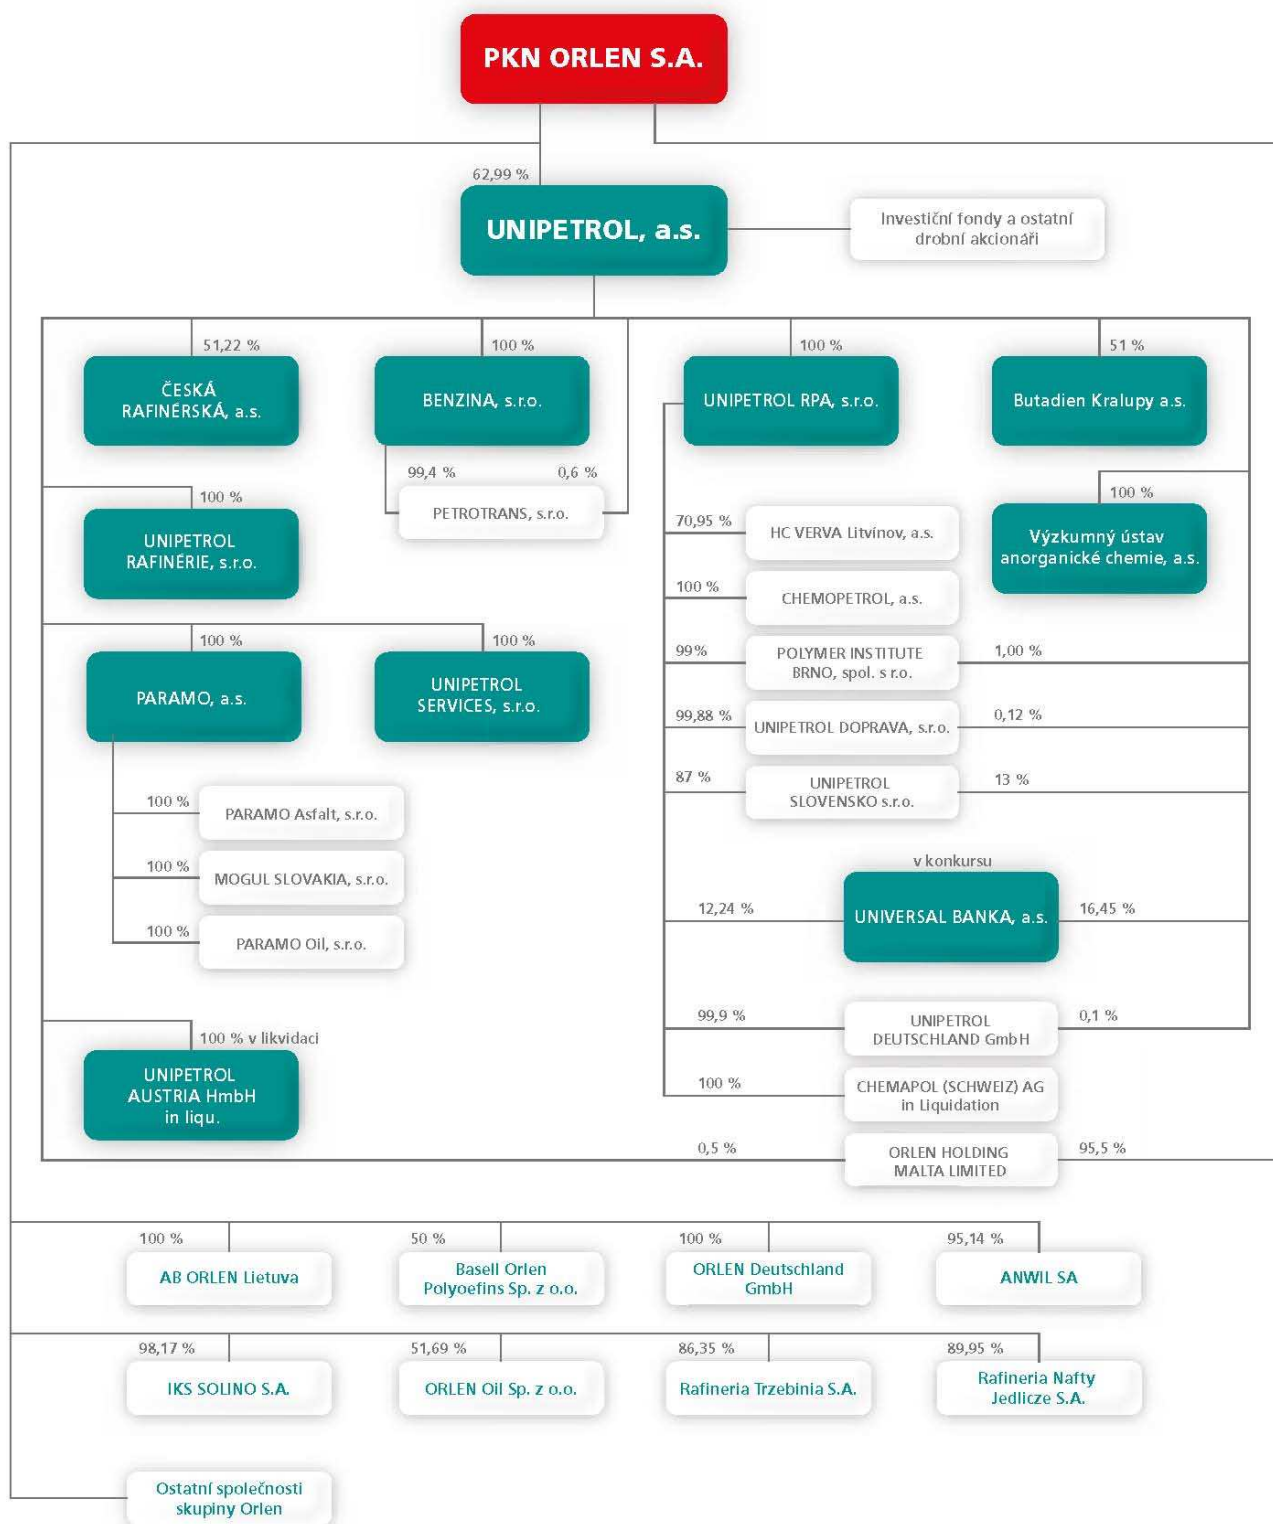 PKN ORLEN S.A.
62,99 %
UNIPETROL, a.s.
Investiční fondy a ostatní
drobní akcionáři
51,22 %
100 %
100 %
51 %
ČESKÁ
RAFINÉRSKÁ, a.s.
BENZINA, s.r.o.
UNIPETROL RPA, s.r.o.
Butadien Kralupy a.s.
99,4 %
0,6 %
PETROTRANS, s.r.o.
100 %
UNIPETROL
RAFINÉRIE, s.r.o.
70,95 %
HC VERVA Litvínov, a.s.
100 %
Výzkumný ústav
anorganické chemie, a.s.
100 %
CHEMOPETROL, a.s.
100 %
PARAMO, a.s.
100 %
UNIPETROL
SERVICES, s.r.o.
99%
POLYMER INSTITUTE
BRNO, spol. s r.o.
1,00 %
99,88 %
UNIPETROL DOPRAVA, s.r.o.
0,12 %
87 %
UNIPETROL
SLOVENSKO s.r.o.
13 %
100 %
PARAMO Asfalt, s.r.o.
100 %
MOGUL SLOVAKIA, s.r.o.
100 %
PARAMO Oil, s.r.o.
v konkursu
12,24 %
UNIVERSAL BANKA, a.s.
16,45 %
99,9 %
UNIPETROL
DEUTSCHLAND GmbH
0,1 %
100 % v likvidaci
UNIPETROL
AUSTRIA HmbH
in liqu.
100 %
CHEMAPOL (SCHWEIZ) AG
in Liquidation
0,5 %
ORLEN HOLDING
MALTA LIMITED
95,5 %
100 %
50 %
100 %
95,14 %
AB ORLEN Lietuva
Basell Orlen
Polyoefins Sp. z o.o.
ORLEN Deutschland
GmbH
ANWIL SA
98,17 %
51,69 %
86,35 %
89,95 %
IKS SOLINO S.A.
ORLEN Oil Sp. z o.o.
Rafineria Trzebinia S.A.
Rafineria Nafty
Jedlicze S.A.
Ostatní společnosti
skupiny Orlen